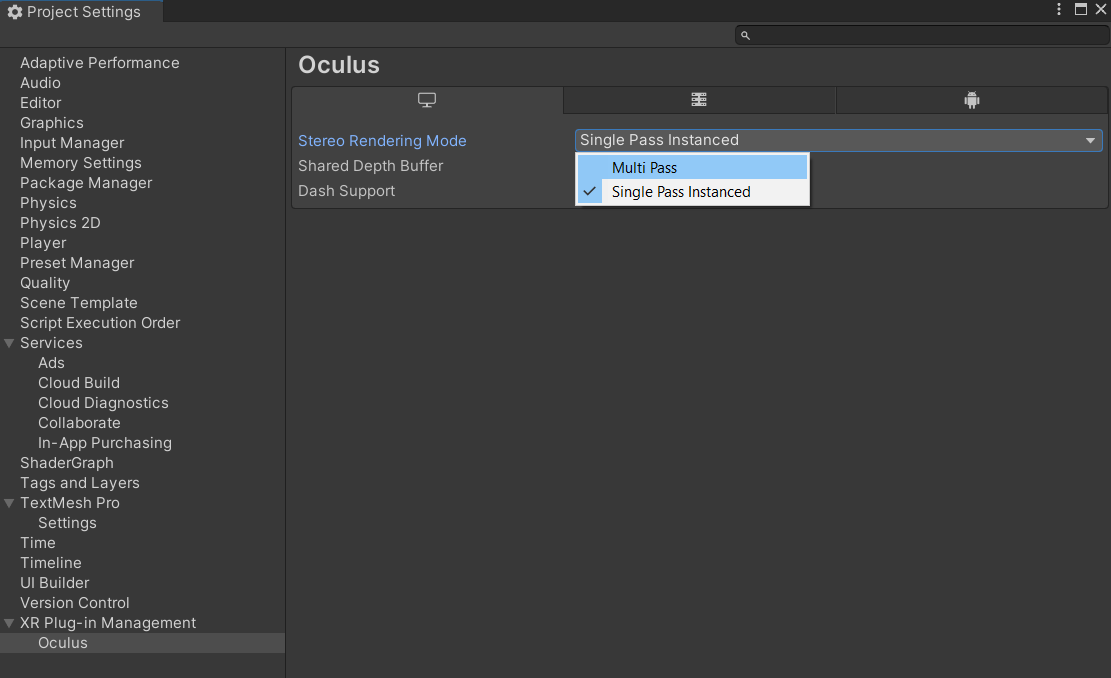 Project Settings
Adaptive Performance
Audio
Editor
Graphics
Input Manager
Memory Settings
Package Manager
Physics
Physics 2D
Player
Preset Manager
Quality
Scene Template
Script Execution Order
Services
Ads
Cloud Build
Cloud Diagnostics
Collaborate
In-App Purchasing
ShaderGraph
Tags and Layers
TextMesh Pro
Settings
Time
Timeline
UI Builder
Version Control
XR Plug-in Management
Oculus
Oculus
Stereo Rendering Mode
Single Pass Instanced
Shared Depth Buffer
Multi Pass
Dash Support
Single Pass Instanced